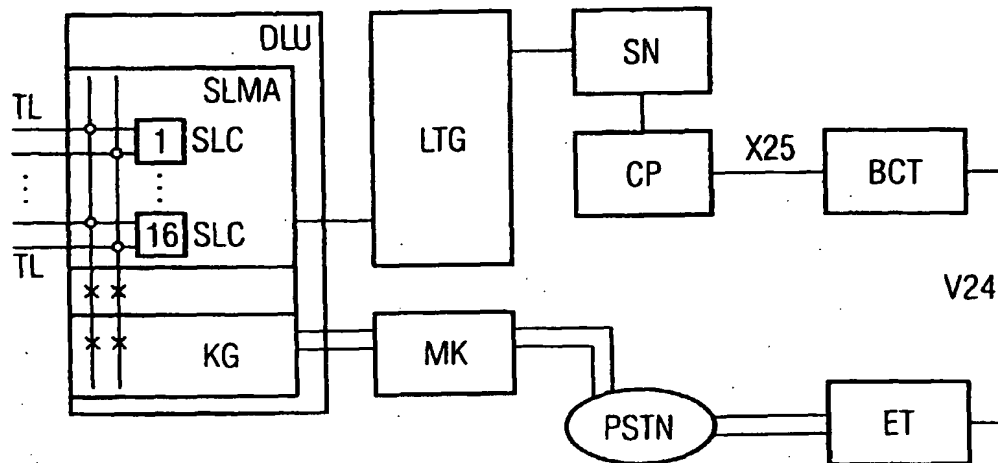 DLU
SN
SLMA
TL
1 SLC
LTG
X25
CP
BCT
16 SLC
TL
V24
KG
MK
PSTN
ET